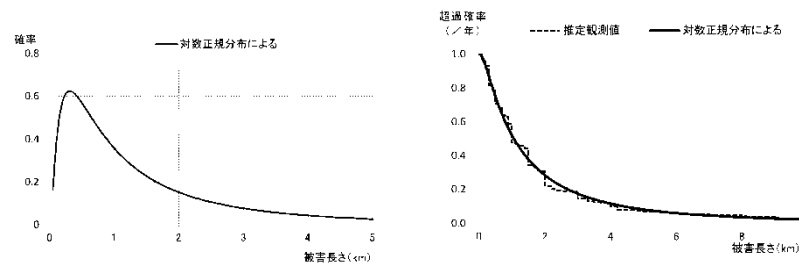 確率
対数正規分布による
0.8
0.6
0.4
0.2
0
0 1 2 3 4 5
被害長さ(km)
超過確率
(／年)
推定観測値
対数正規分布による
1.0
0.8
0.6
0.4
0.2
0.0
0 2 4 6 8
被害長さ(km)